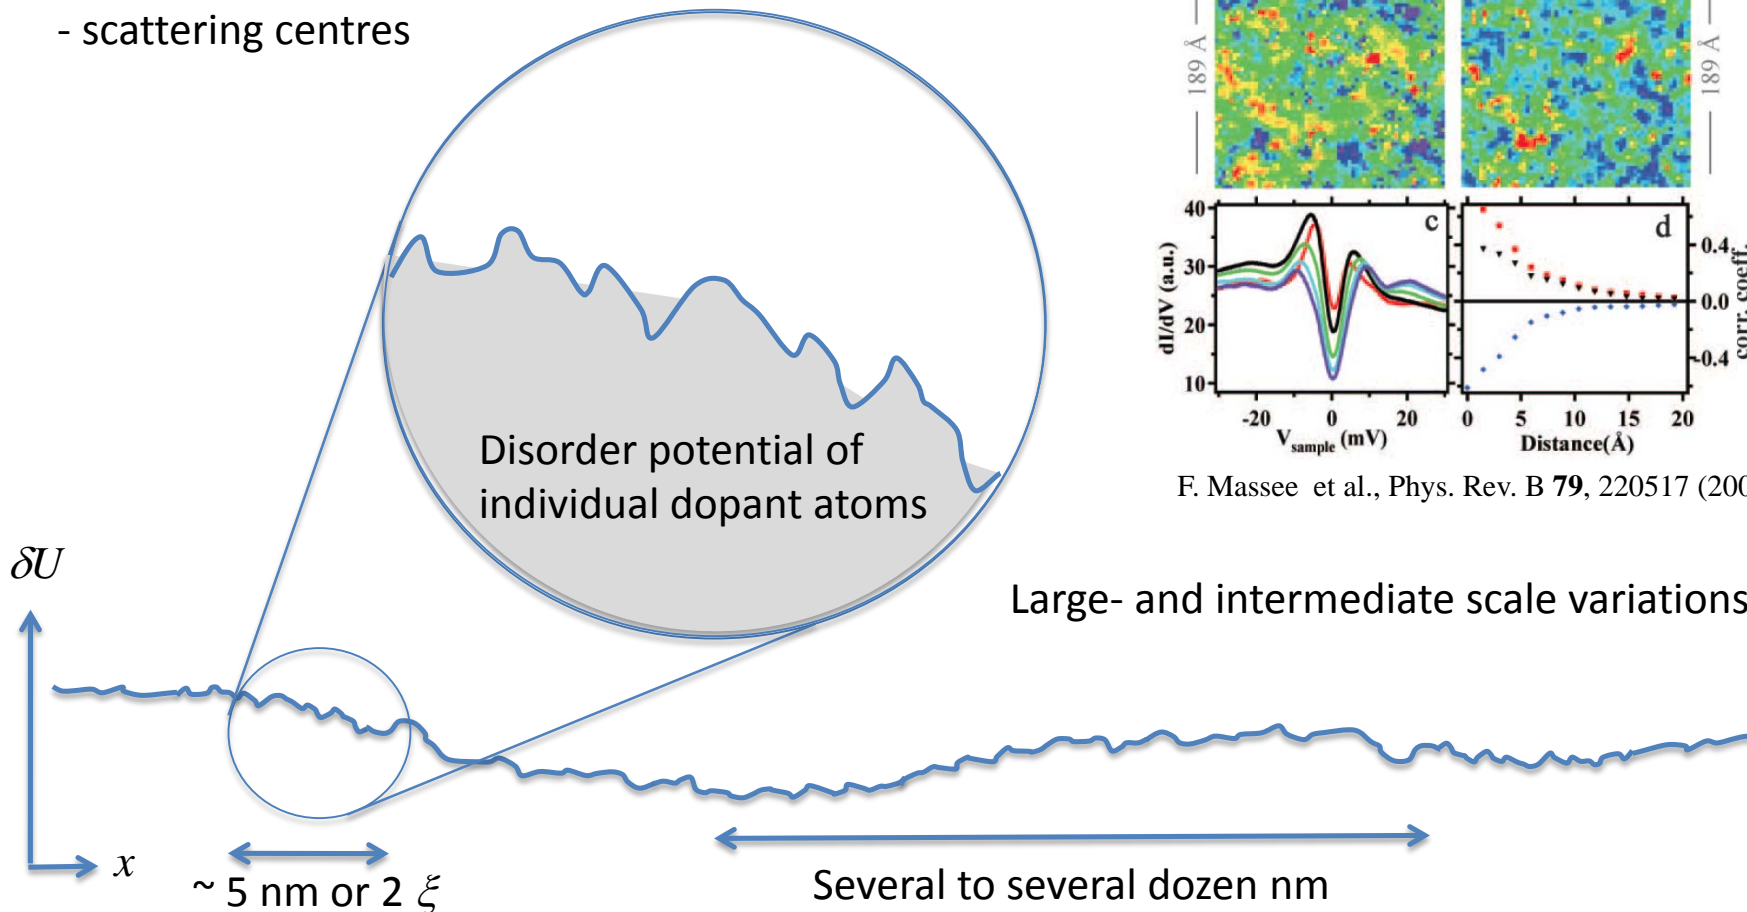 - scattering centres
189 Å
189 Å
40
30
20
10
dI/dV (a.u.)
c
-20 0 20
V_sample (mV)
d
0.4
0.0
-0.4
corr. coeff.
0 5 10 15 20
Distance(Å)
F. Massee et al., Phys. Rev. B 79, 220517 (200
Disorder potential of
individual dopant atoms
δU
Large- and intermediate scale variations
x
~ 5 nm or 2 ξ
Several to several dozen nm